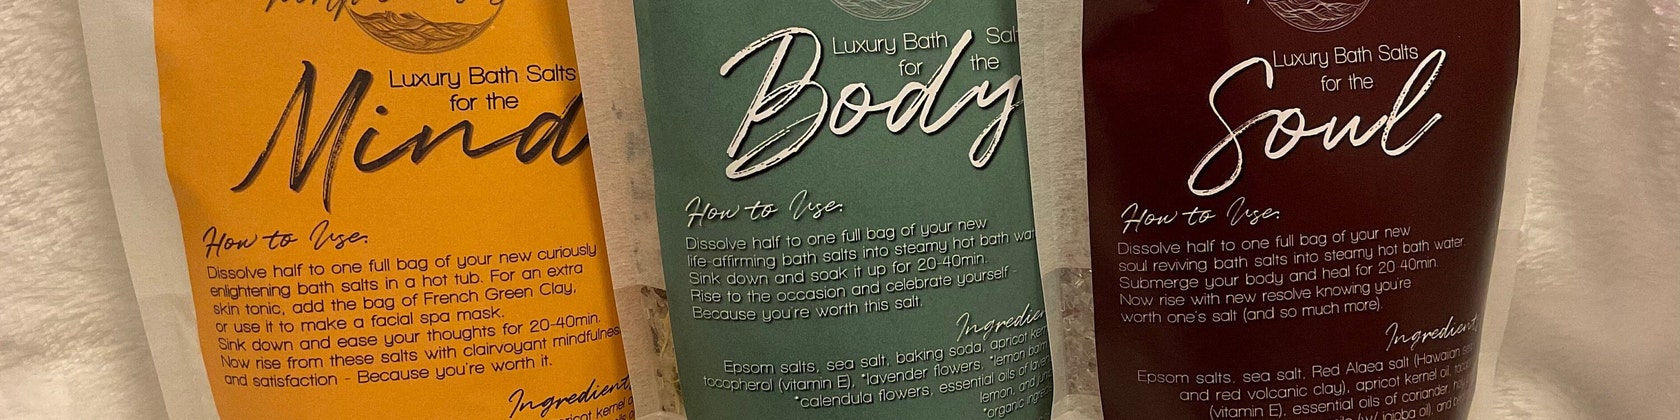 Luxury Bath Salts
for the
Mind
How to Use:
Dissolve half to one full bag of your new curiously
enlightening bath salts in a hot tub. For an extra
skin tonic, add the bag of French Green Clay,
or use it to make a facial spa mask.
Sink down and ease your thoughts for 20-40min.
Now rise from these salts with clairvoyant mindfulness
and satisfaction - Because you're worth it.
Ingredient
Luxury Bath
for the
Body
How to Use:
Dissolve half to one full bag of your new
life-affirming bath salts into steamy hot bath
Sink down and soak it up for 20-40min.
Rise to the occasion and celebrate yourself -
Because you're worth this salt.
Epsom salts, sea salt, baking soda, apricot
tocopherol (vitamin E), *lavender flowers, *lemon balm
*calendula flowers, essential oils of
lemon, and
*organic
Luxury Bath Salts
for the
Soul
How to Use:
Dissolve half to one full bag of your new
soul reviving bath salts into steamy hot bath water.
Submerge your body and heal for 20-40min.
Now rise with new resolve knowing you're
worth one's salt (and so much more).
Ingredient
Epsom salts, sea salt, Red Alaea salt (Hawaiian
and red volcanic clay), apricot kernel oil,
(vitamin E), essential oils of coriander,